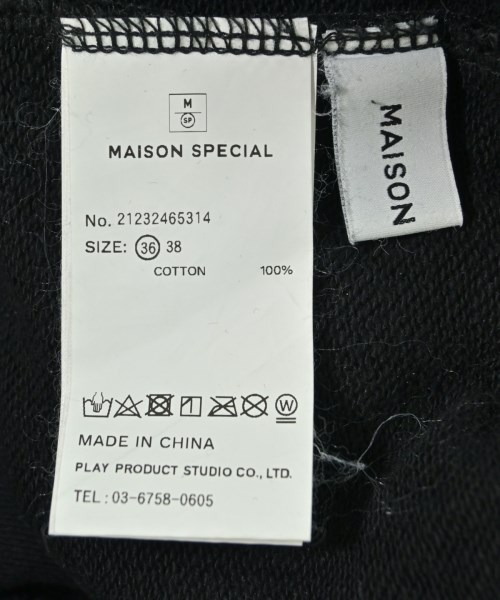 M
SP
MAISON SPECIAL
No. 21232465314
SIZE: 36 38
COTTON 100%
W
MADE IN CHINA
PLAY PRODUCT STUDIO CO., LTD.
TEL : 03-6758-0605
MAISON